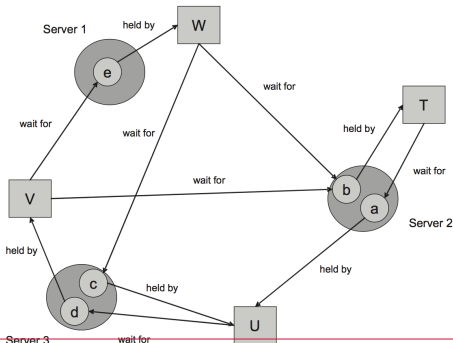 Server 1
held by
W
e
wait for
T
held by
wait for
wait for
wait for
wait for
b
V
a
Server 2
held by
c
held by
held by
d
U
Server 3
wait for